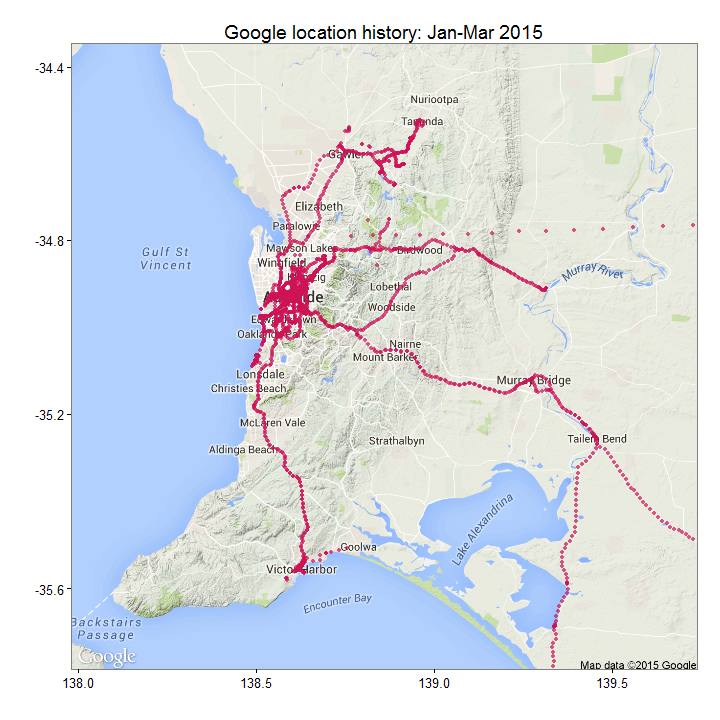 Google location history: Jan-Mar 2015
-34.4
Nuriootpa
Tanunda
Gawler
Elizabeth
Paralowie
-34.8
Gulf St
Vincent
Mawson Lake
Birdwood
Wingfield
Murray River
Lobethal
Woodside
Oaklands Park
Nairne
Mount Barker
Lonsdale
Murray Bridge
Christies Beach
-35.2
McLaren Vale
Tailem Bend
Strathalbyn
Aldinga Beach
Lake Alexandrina
Goolwa
Victor Harbor
-35.6
Encounter Bay
Backstairs
Passage
Google
Map data ©2015 Google
138.0
138.5
139.0
139.5